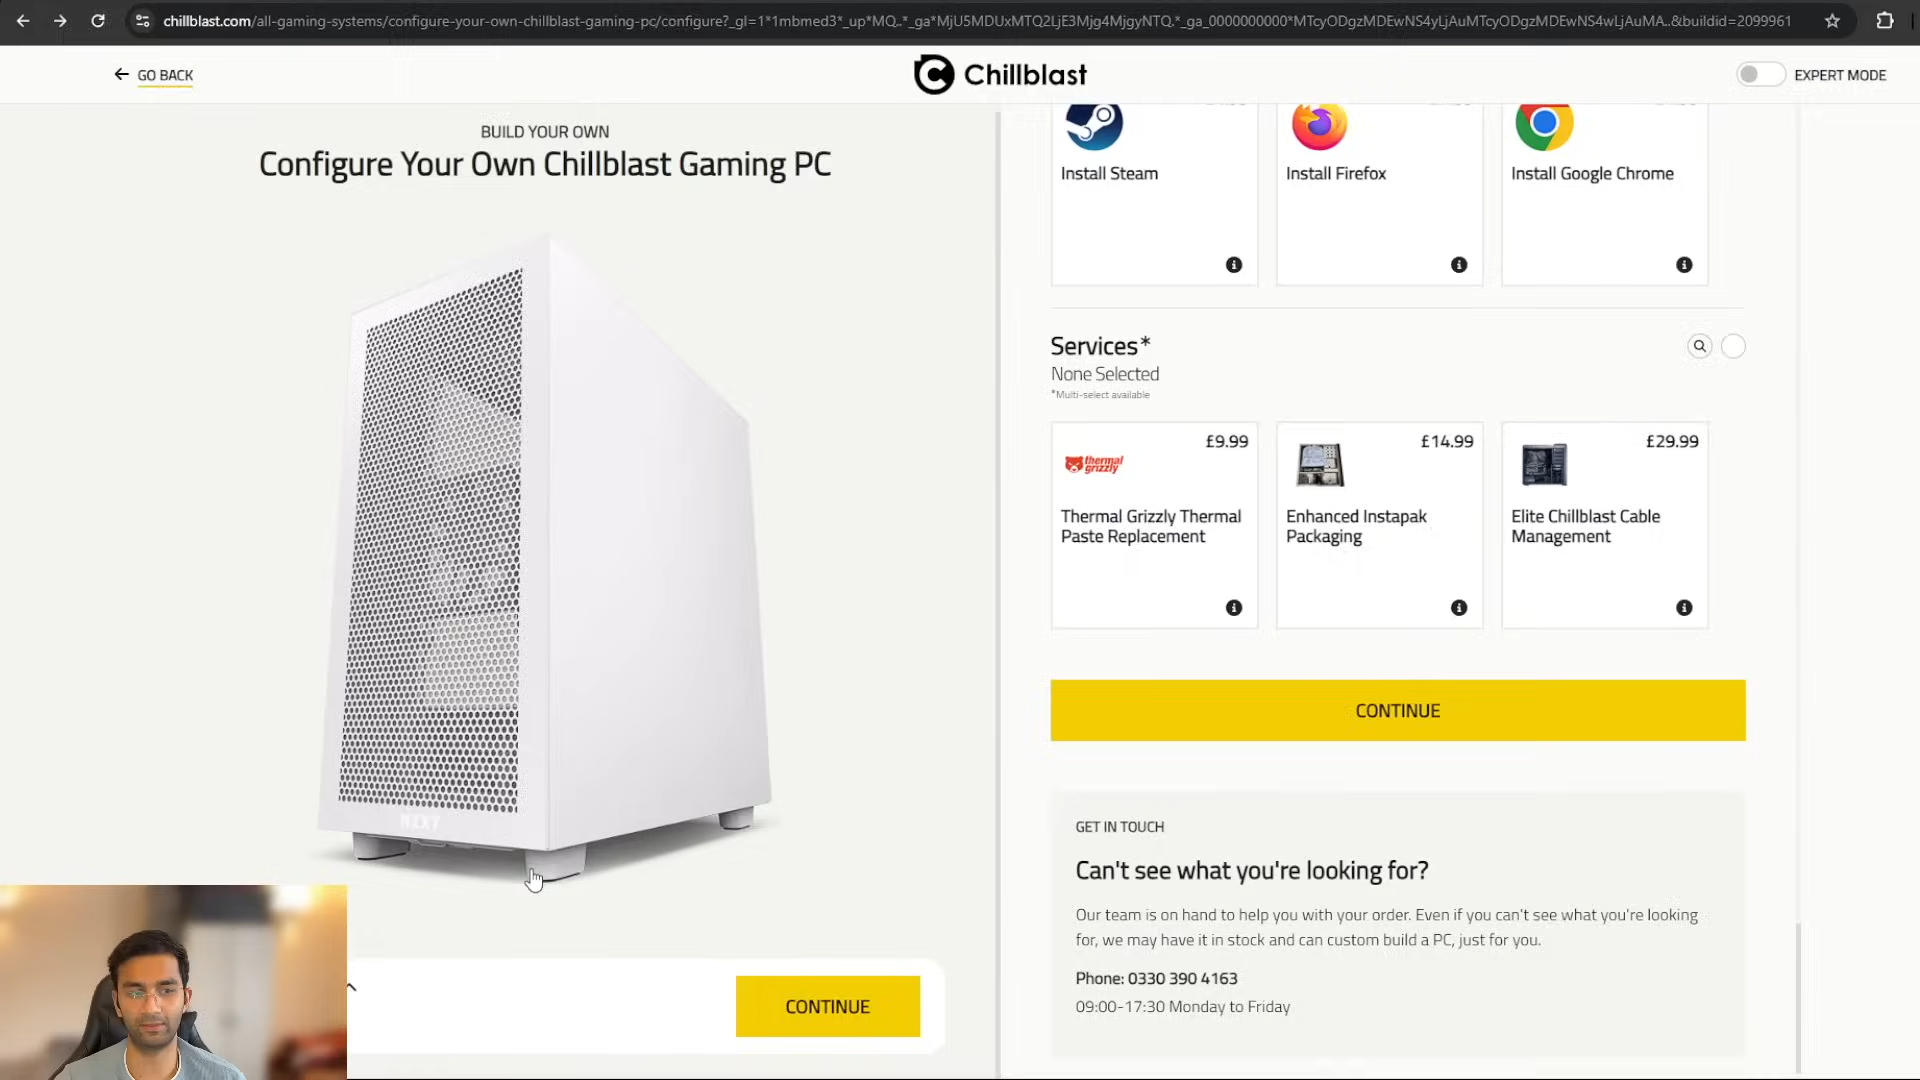 chillblast.com/all-gaming-systems/configure-your-own-chillblast-gaming-pc/configure?_gl=1*1mbmed3*_up*MQ..*_ga*MjU5MDUxMTQ2LjE3Mjg4MjgyNTQ.*_ga_0000000000*MTcyODgzMDEwNS4yLjAuMTcyODgzMDEwNS4wLjAuMA..&buildid=2099961
GO BACK
Chillblast
EXPERT MODE
BUILD YOUR OWN
Configure Your Own Chillblast Gaming PC
NZXT
CONTINUE
Install Steam
Install Firefox
Install Google Chrome
Services*
None Selected
*Multi-select available
£9.99
£14.99
£29.99
thermal
grizzly
Thermal Grizzly Thermal
Paste Replacement
Enhanced Instapak
Packaging
Elite Chillblast Cable
Management
CONTINUE
GET IN TOUCH
Can't see what you're looking for?
Our team is on hand to help you with your order. Even if you can't see what you're looking
for, we may have it in stock and can custom build a PC, just for you.
Phone: 0330 390 4163
09:00-17:30 Monday to Friday